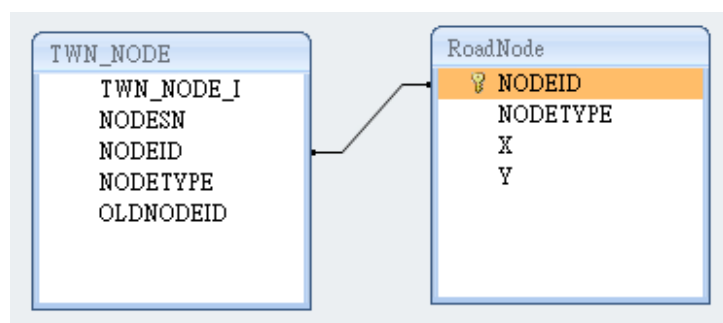 TWN_NODE
TWN_NODE_I
NODESN
NODEID
NODETYPE
OLDNODEID
RoadNode
NODEID
NODETYPE
X
Y